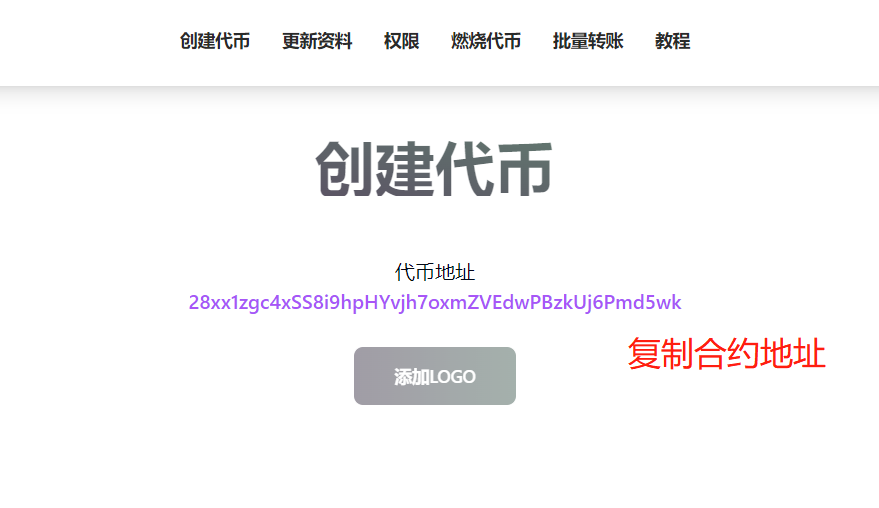 创建代币 更新资料 权限 燃烧代币 批量转账 教程
创建代币
代币地址
28xx1zgc4xSS8i9hpHYvjh7oxmZVEdwPBzkUj6Pmd5wk
复制合约地址
添加LOGO